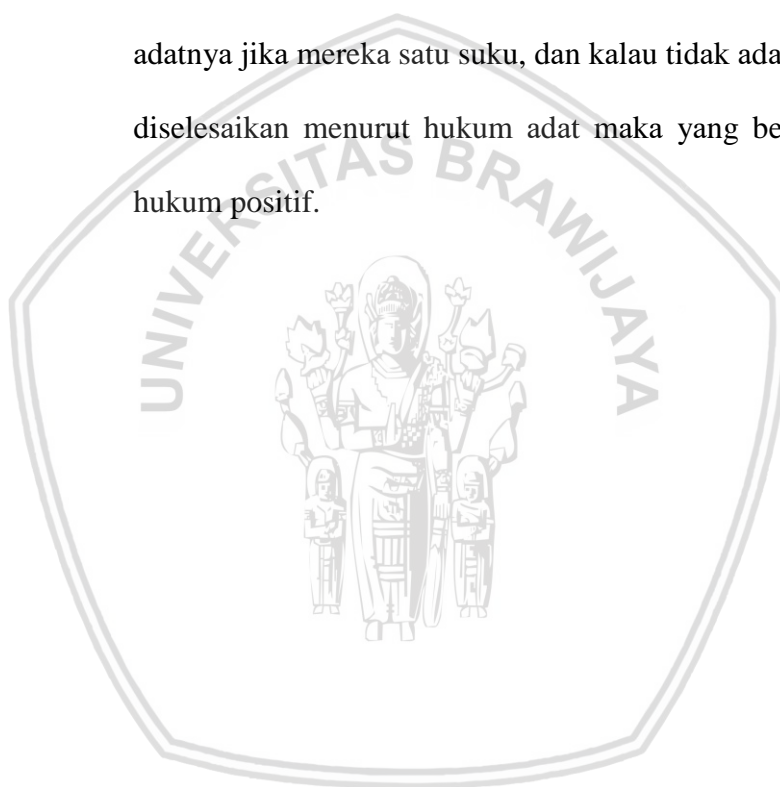 adatnya jika mereka satu suku, dan kalau tidak ada
diselesaikan menurut hukum adat maka yang be
hukum positif.
UNIVERSITAS BRAWIJAYA